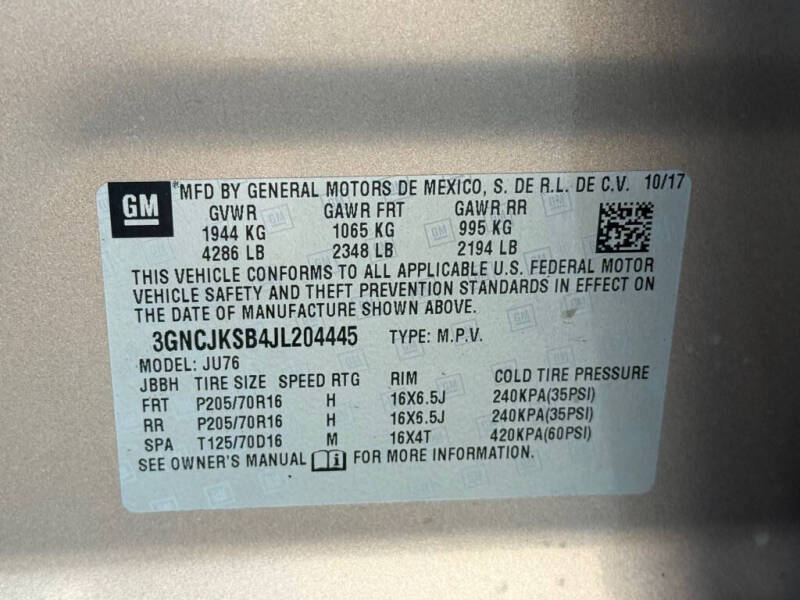 GM *MFD BY GENERAL MOTORS DE MEXICO, S. DE R.L. DE C.V. 10/17
GVWR GAWR FRT GAWR RR
1944 KG 1065 KG 995 KG
4286 LB 2348 LB 2194 LB
THIS VEHICLE CONFORMS TO ALL APPLICABLE U.S. FEDERAL MOTOR
VEHICLE SAFETY AND THEFT PREVENTION STANDARDS IN EFFECT ON
THE DATE OF MANUFACTURE SHOWN ABOVE.
3GNCJKSB4JL204445 TYPE: M.P.V.
MODEL: JU76
JBBH TIRE SIZE SPEED RTG RIM COLD TIRE PRESSURE
FRT P205/70R16 H 16X6.5J 240KPA(35PSI)
RR P205/70R16 H 16X6.5J 240KPA(35PSI)
SPA T125/70D16 M 16X4T 420KPA(60PSI)
SEE OWNER'S MANUAL i FOR MORE INFORMATION.